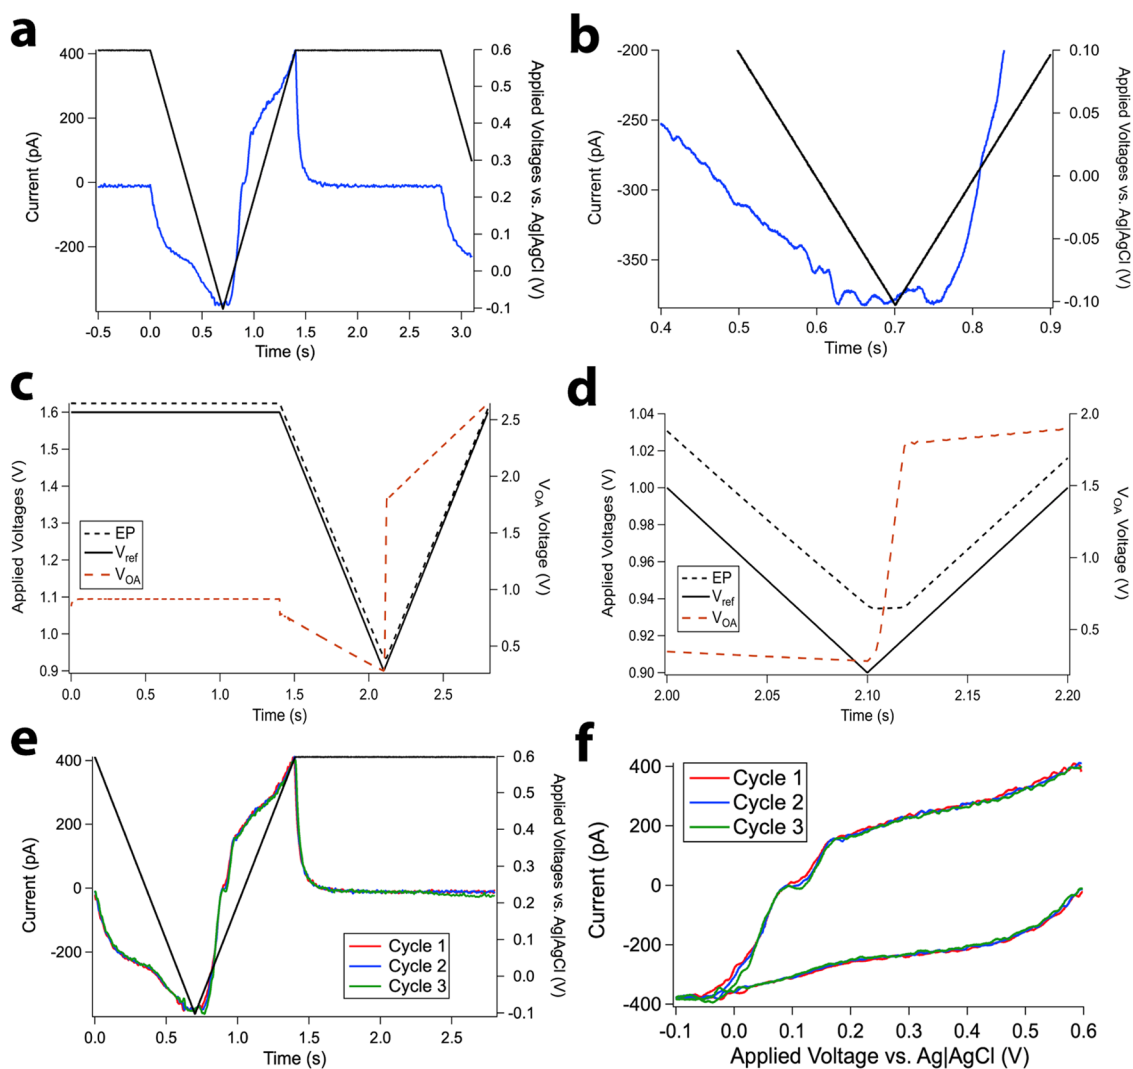 a
400
200
0
-200
Current (pA)
0.6
0.5
0.4
0.3
0.2
0.1
0.0
-0.1
Applied Voltages vs. Ag|AgCl (V)
-0.5
0.0
0.5
1.0
1.5
2.0
2.5
3.0
Time (s)
b
-200
-250
-300
-350
Current (pA)
0.10
0.05
0.00
-0.05
-0.10
Applied Voltages vs. Ag|AgCl (V)
0.4
0.5
0.6
0.7
0.8
0.9
Time (s)
c
1.6
1.5
1.4
1.3
1.2
1.1
1.0
0.9
Applied Voltages (V)
EP
Vref
VOA
2.5
2.0
1.5
1.0
0.5
VOA Voltage (V)
0.0
0.5
1.0
1.5
2.0
2.5
Time (s)
d
1.04
1.02
1.00
0.98
0.96
0.94
0.92
0.90
Applied Voltages (V)
EP
Vref
VOA
2.0
1.5
1.0
0.5
VOA Voltage (V)
2.00
2.05
2.10
2.15
2.20
Time (s)
e
400
200
0
-200
Current (pA)
Cycle 1
Cycle 2
Cycle 3
0.6
0.5
0.4
0.3
0.2
0.1
0.0
-0.1
Applied Voltages vs. Ag|AgCl (V)
0.0
0.5
1.0
1.5
2.0
2.5
Time (s)
f
400
200
0
-200
-400
Current (pA)
Cycle 1
Cycle 2
Cycle 3
-0.1
0.0
0.1
0.2
0.3
0.4
0.5
0.6
Applied Voltage vs. Ag|AgCl (V)